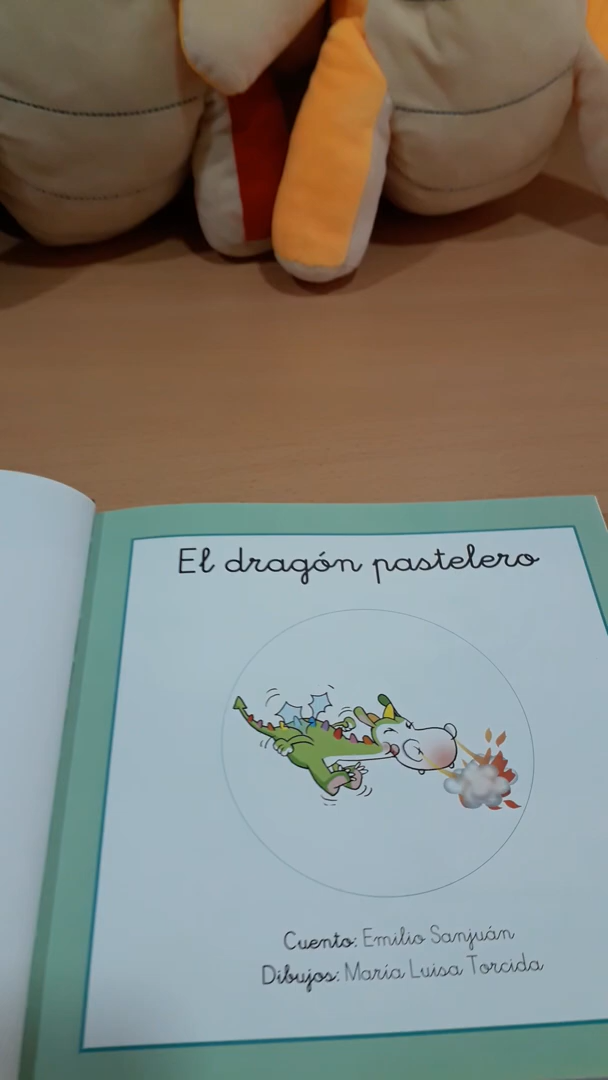 El dragón pastelero
Cuento: Emilio Sanjuán
Dibujos: María Luisa Torcida